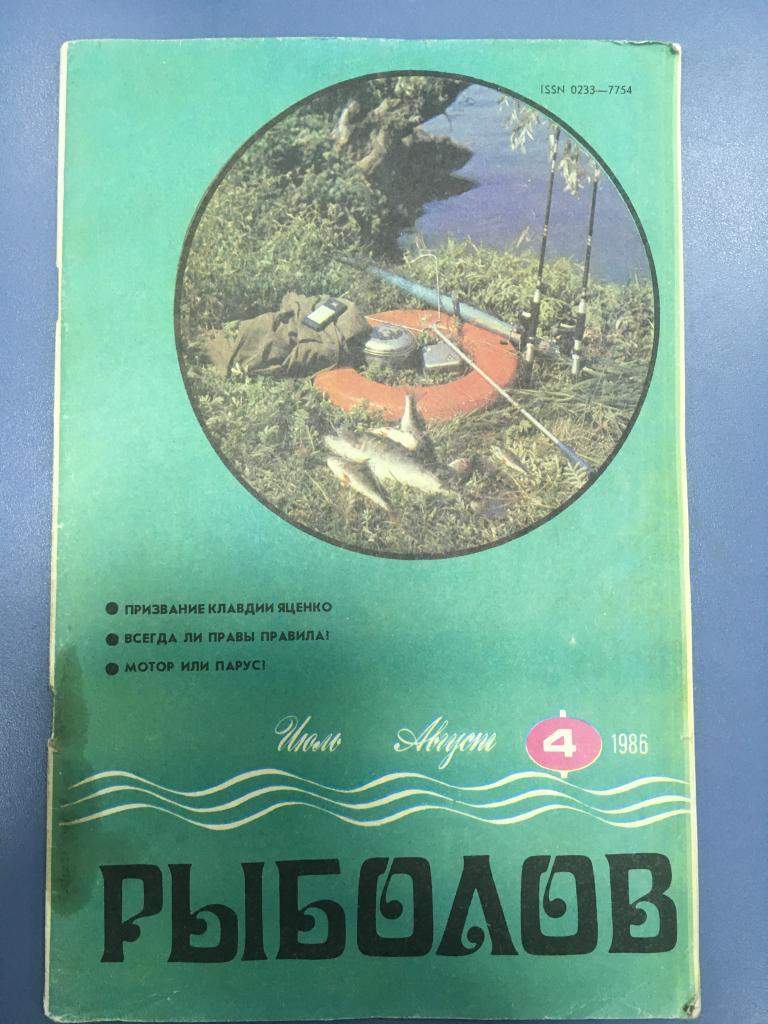 ISSN 0233—7754
● ПРИЗВАНИЕ КЛАВДИИ ЯЦЕНКО
● ВСЕГДА ЛИ ПРАВЫ ПРАВИЛА?
● МОТОР ИЛИ ПАРУС?
Июль Август 4 1986
РЫБОЛОВ